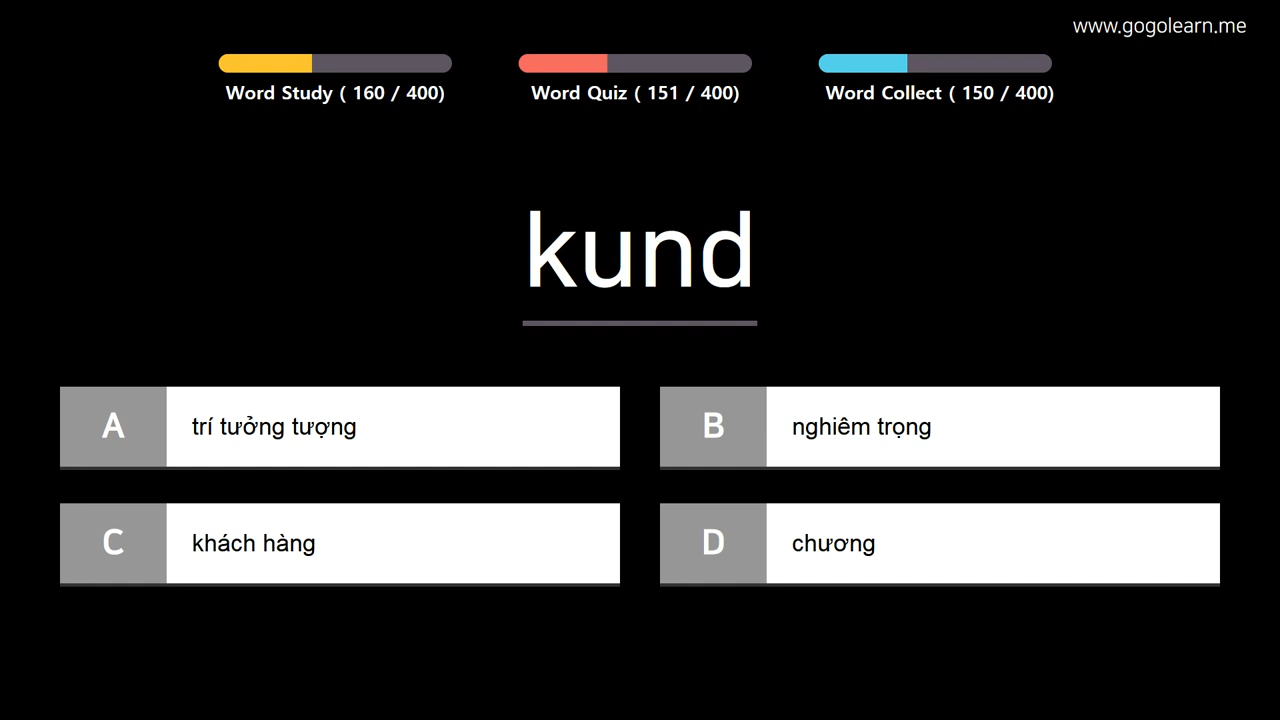 www.gogolearn.me
Word Study ( 160 / 400)
Word Quiz ( 151 / 400)
Word Collect ( 150 / 400)
kund
A
trí tưởng tượng
B
nghiêm trọng
C
khách hàng
D
chương